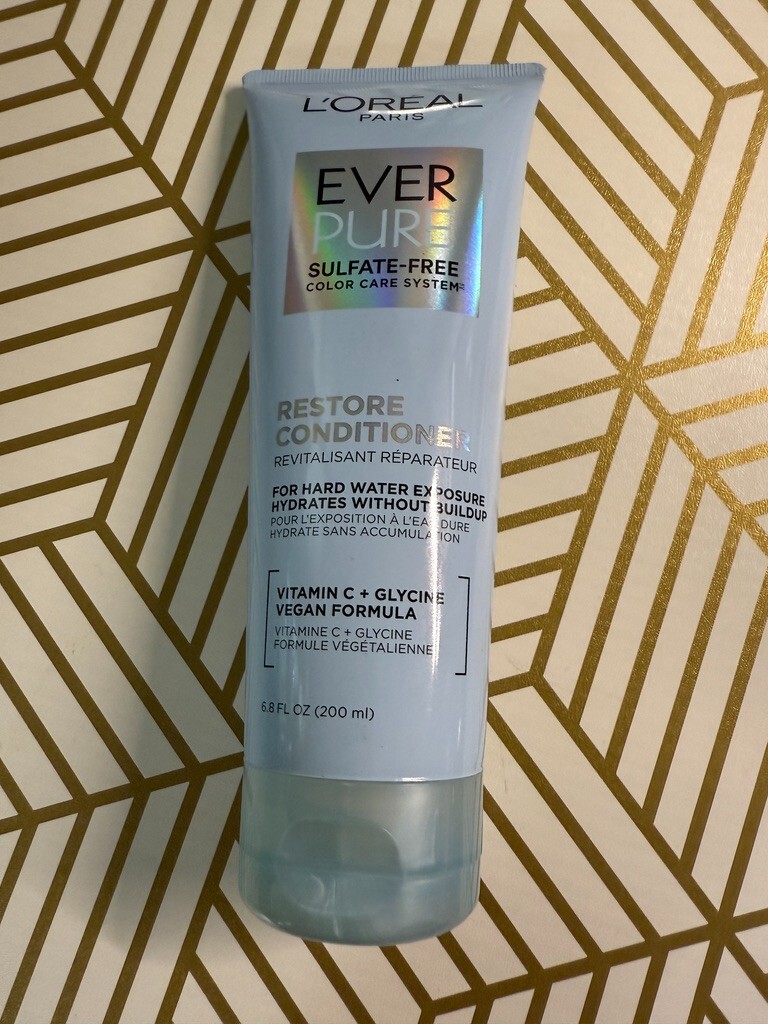 L'ORÉAL
PARIS
EVER
PURE
SULFATE-FREE
COLOR CARE SYSTEM
RESTORE
CONDITIONER
REVITALISANT RÉPARATEUR
FOR HARD WATER EXPOSURE
HYDRATES WITHOUT BUILDUP
POUR L'EXPOSITION À L'EAU DURE
HYDRATE SANS ACCUMULATION
VITAMIN C + GLYCINE
VEGAN FORMULA
VITAMINE C + GLYCINE
FORMULE VÉGÉTALIENNE
6.8 FL OZ (200 ml)